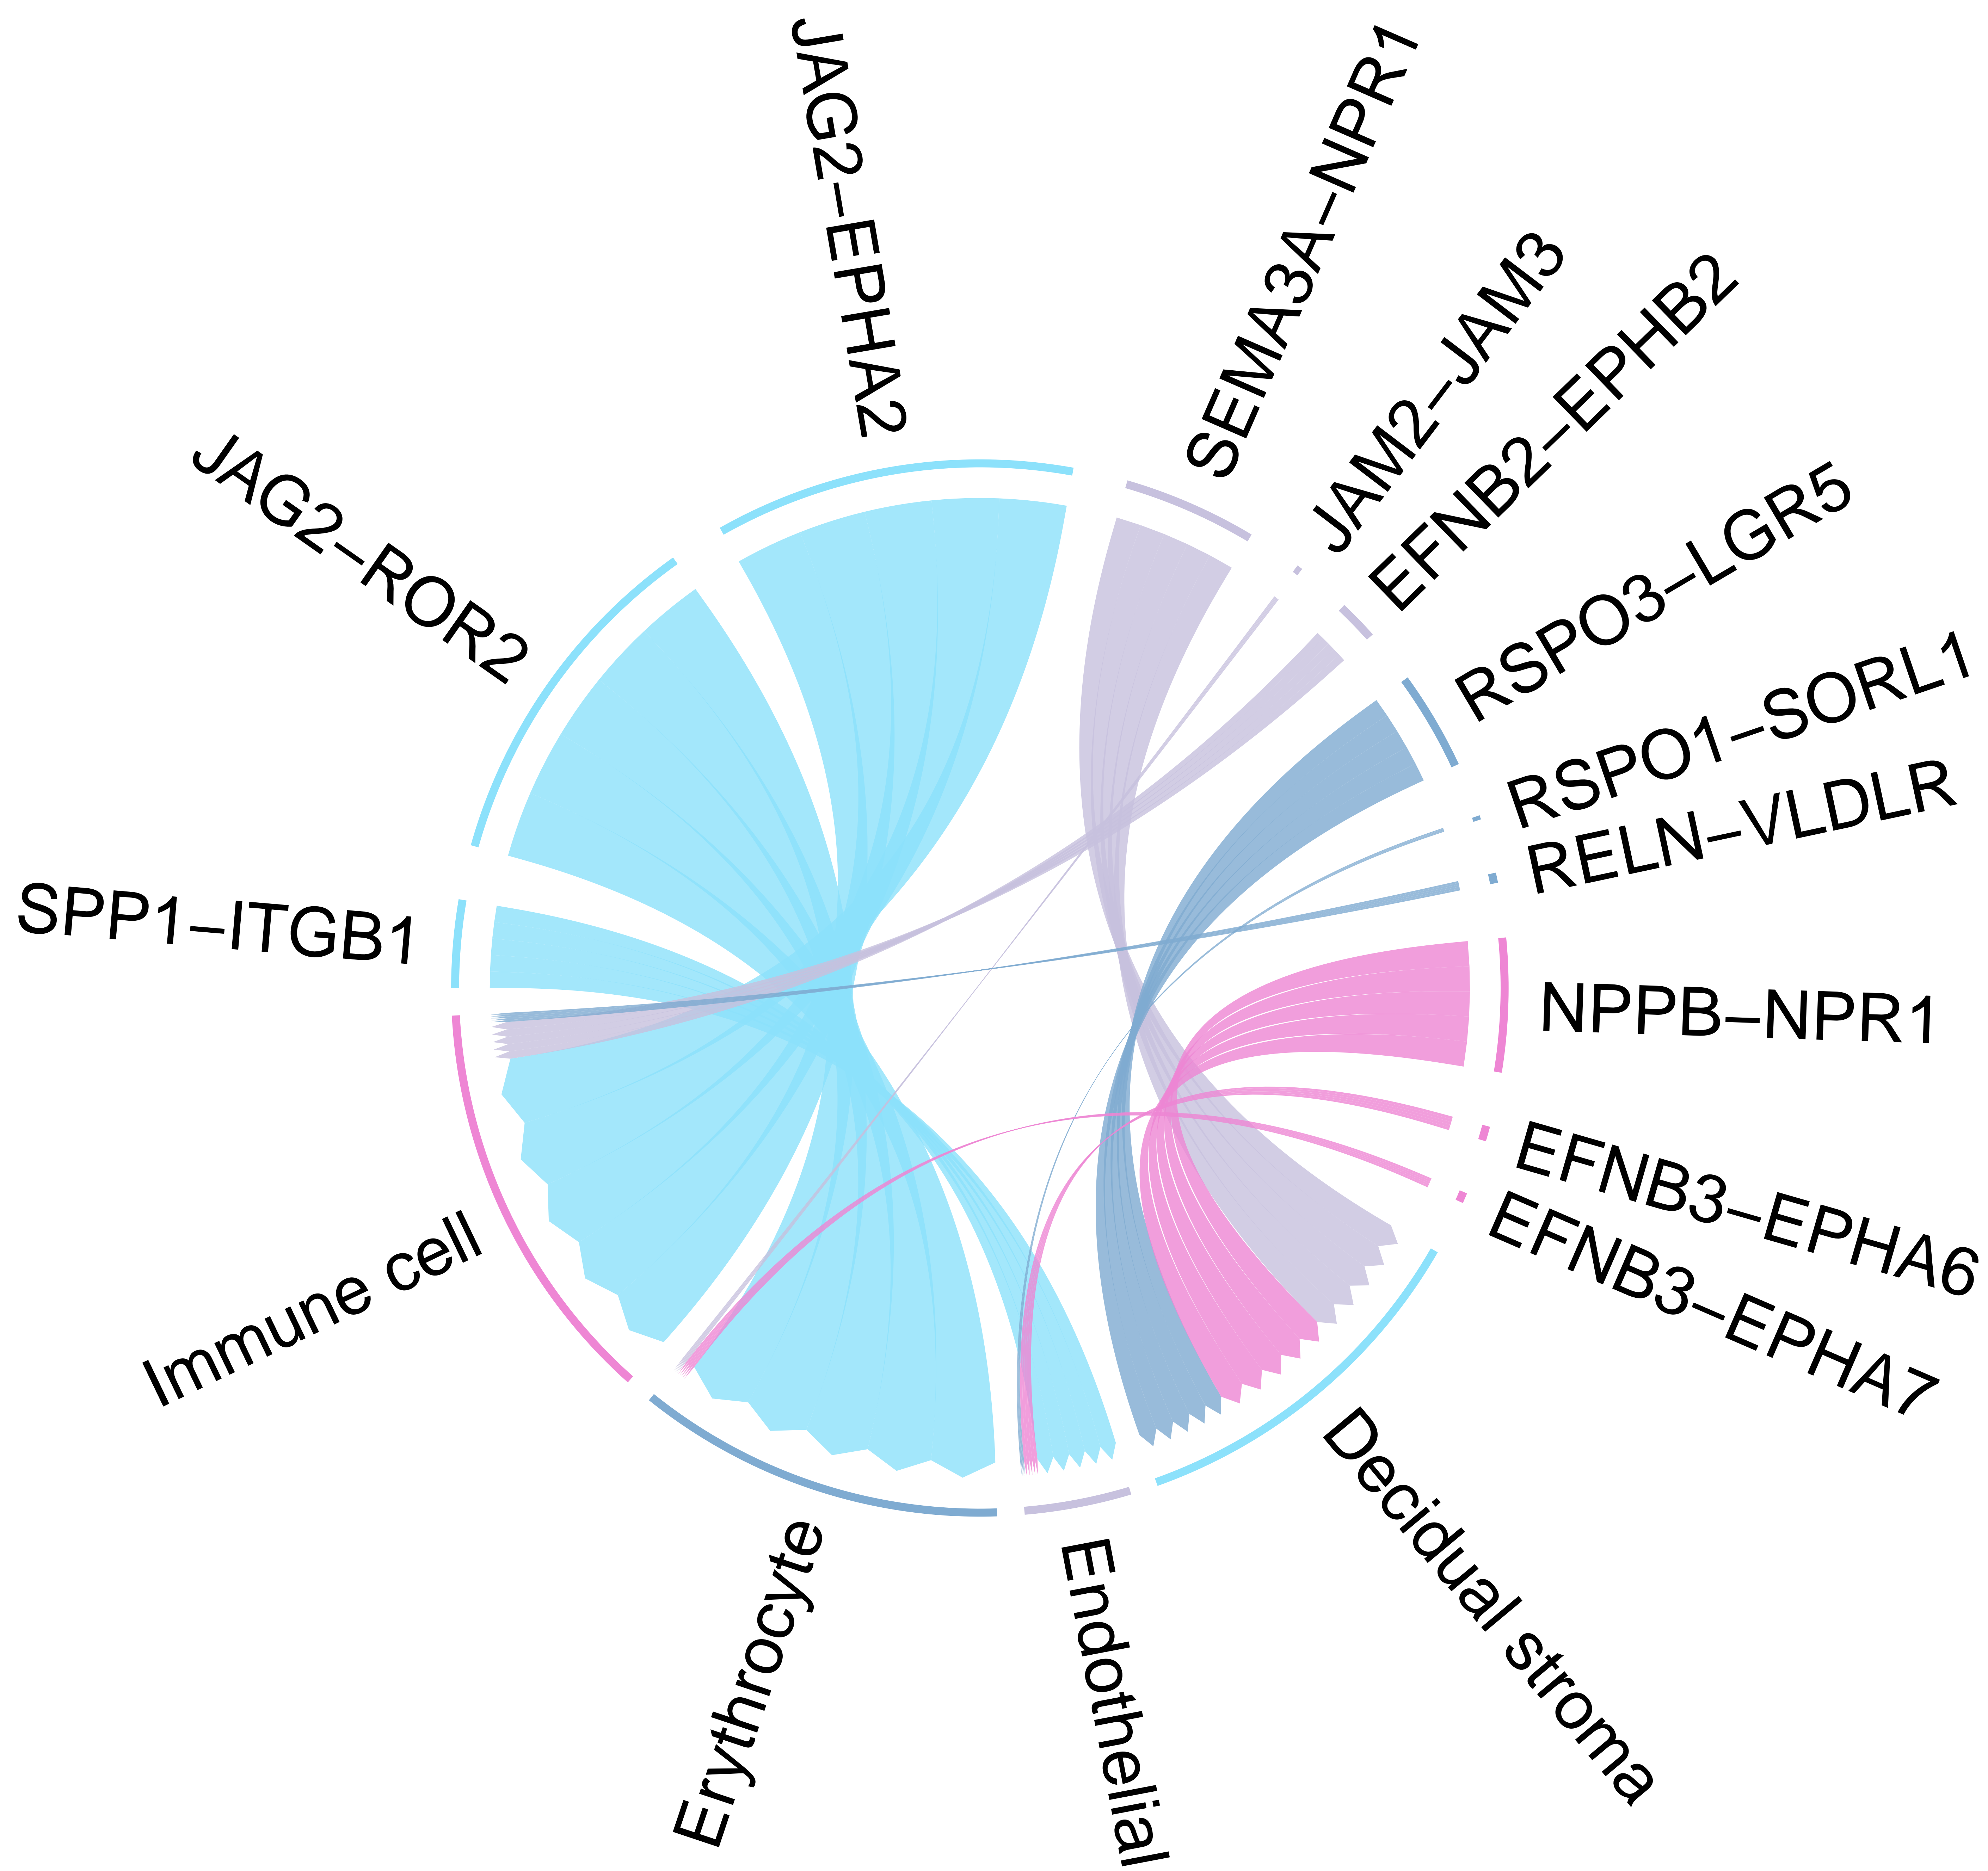 JAG2–EPHA2
SEMA3A–NPR1
JAM2–JAM3
EFNB2–EPHB2
RSPO3–LGR5
RSPO1–SORL1
RELN–VLDLR
NPPB–NPR1
EFNB3–EPHA6
EFNB3–EPHA7
Decidual stroma
Endothelial
Erythrocyte
Immune cell
SPP1–ITGB1
JAG2–ROR2